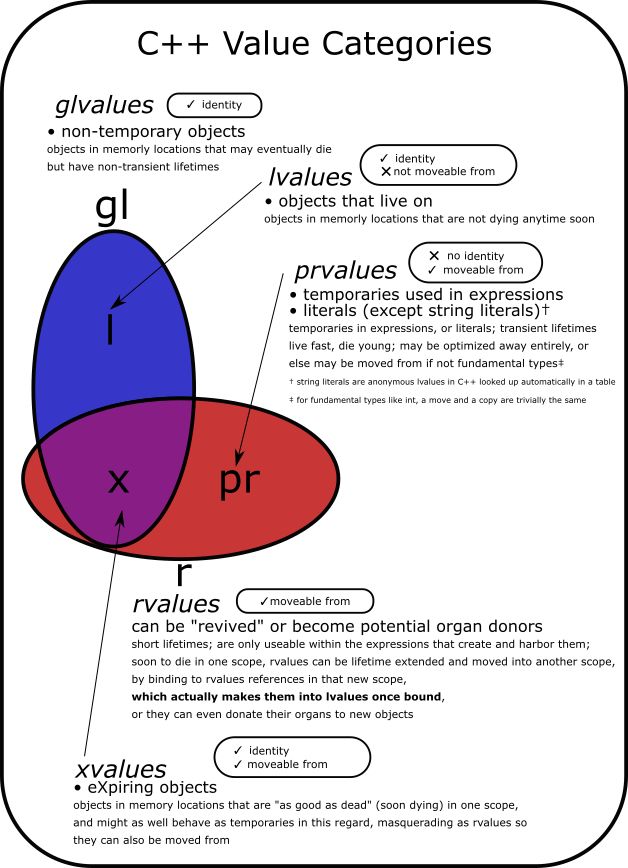 C++ Value Categories
glvalues
✓ identity
• non-temporary objects
objects in memorly locations that may eventually die
but have non-transient lifetimes
lvalues
✓ identity
✕ not moveable from
• objects that live on
objects in memorly locations that are not dying anytime soon
gl
l
prvalues
✕ no identity
✓ moveable from
• temporaries used in expressions
• literals (except string literals)†
temporaries in expressions, or literals; transient lifetimes
live fast, die young; may be optimized away entirely, or
else may be moved from if not fundamental types‡
† string literals are anonymous lvalues in C++ looked up automatically in a table
‡ for fundamental types like int, a move and a copy are trivially the same
x
pr
r
rvalues
✓moveable from
can be "revived" or become potential organ donors
short lifetimes; are only useable within the expressions that create and harbor them;
soon to die in one scope, rvalues can be lifetime extended and moved into another scope,
by binding to rvalues references in that new scope,
which actually makes them into lvalues once bound,
or they can even donate their organs to new objects
xvalues
✓ identity
✓ moveable from
• eXpiring objects
objects in memory locations that are "as good as dead" (soon dying) in one scope,
and might as well behave as temporaries in this regard, masquerading as rvalues so
they can also be moved from